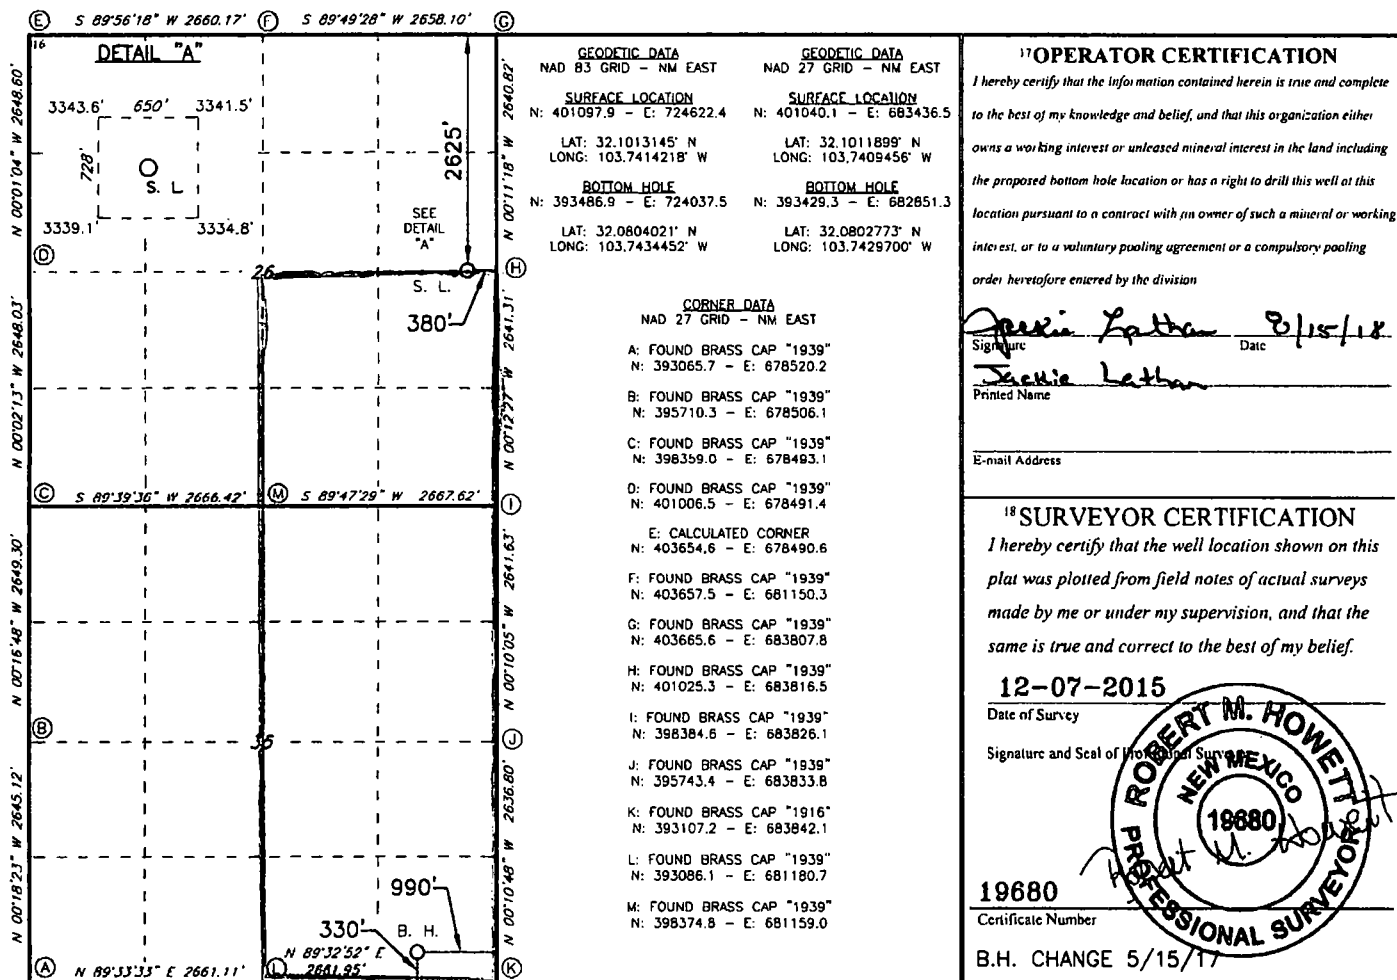 E S 89°56'18" W 2660.17' F S 89°49'28" W 2658.10' G
16
DETAIL "A"
3343.6' 650' 3341.5'
728'
S. L.
3339.1' 3334.8'
N 00°01'04" W 2648.60'
D
2625'
N 00°11'18" W 2640.82'
SEE
DETAIL
"A"
26
S. L.
H
380'
N 00°02'13" W 2648.03'
N 00°12'27" W 2641.31'
C S 89°39'36" W 2666.42' M S 89°47'29" W 2667.62' I
N 00°16'48" W 2649.30'
N 00°10'05" W 2641.63'
B
35
J
N 00°18'23" W 2645.12'
N 00°10'48" W 2636.80'
990'
330' B. H.
N 89°32'52" E
2661.95'
A N 89°33'33" E 2661.11' L K
GEODETIC DATA
NAD 83 GRID - NM EAST
SURFACE LOCATION
N: 401097.9 - E: 724622.4
LAT: 32.1013145° N
LONG: 103.7414218° W
BOTTOM HOLE
N: 393486.9 - E: 724037.5
LAT: 32.0804021° N
LONG: 103.7434452° W
GEODETIC DATA
NAD 27 GRID - NM EAST
SURFACE LOCATION
N: 401040.1 - E: 683436.5
LAT: 32.1011899° N
LONG: 103.7409456° W
BOTTOM HOLE
N: 393429.3 - E: 682851.3
LAT: 32.0802773° N
LONG: 103.7429700° W
CORNER DATA
NAD 27 GRID - NM EAST
A: FOUND BRASS CAP "1939"
N: 393065.7 - E: 678520.2
B: FOUND BRASS CAP "1939"
N: 395710.3 - E: 678506.1
C: FOUND BRASS CAP "1939"
N: 398359.0 - E: 678493.1
D: FOUND BRASS CAP "1939"
N: 401006.5 - E: 678491.4
E: CALCULATED CORNER
N: 403654.6 - E: 678490.6
F: FOUND BRASS CAP "1939"
N: 403657.5 - E: 681150.3
G: FOUND BRASS CAP "1939"
N: 403665.6 - E: 683807.8
H: FOUND BRASS CAP "1939"
N: 401025.3 - E: 683816.5
I: FOUND BRASS CAP "1939"
N: 398384.6 - E: 683826.1
J: FOUND BRASS CAP "1939"
N: 395743.4 - E: 683833.8
K: FOUND BRASS CAP "1916"
N: 393107.2 - E: 683842.1
L: FOUND BRASS CAP "1939"
N: 393086.1 - E: 681180.7
M: FOUND BRASS CAP "1939"
N: 398374.8 - E: 681159.0
17 OPERATOR CERTIFICATION
I hereby certify that the information contained herein is true and complete
to the best of my knowledge and belief, and that this organization either
owns a working interest or unleased mineral interest in the land including
the proposed bottom hole location or has a right to drill this well at this
location pursuant to a contract with an owner of such a mineral or working
interest, or to a voluntary pooling agreement or a compulsory pooling
order heretofore entered by the division
Jackie Lathan 8/15/18
Signature Date
Jackie Lathan
Printed Name
E-mail Address
18 SURVEYOR CERTIFICATION
I hereby certify that the well location shown on this
plat was plotted from field notes of actual surveys
made by me or under my supervision, and that the
same is true and correct to the best of my belief.
12-07-2015
Date of Survey
Signature and Seal of Professional Surveyor
ROBERT M. HOWETT
NEW MEXICO
19680
PROFESSIONAL SURVEYOR
Robert M. Howett
19680
Certificate Number
B.H. CHANGE 5/15/17